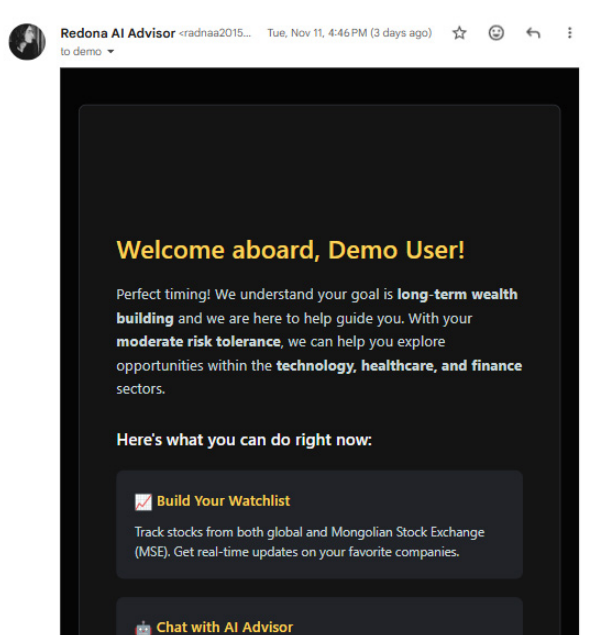 Redona AI Advisor <radnaa2015... Tue, Nov 11, 4:46 PM (3 days ago)
to demo
Welcome aboard, Demo User!
Perfect timing! We understand your goal is long-term wealth
building and we are here to help guide you. With your
moderate risk tolerance, we can help you explore
opportunities within the technology, healthcare, and finance
sectors.
Here's what you can do right now:
📈 Build Your Watchlist
Track stocks from both global and Mongolian Stock Exchange
(MSE). Get real-time updates on your favorite companies.
🤖 Chat with AI Advisor